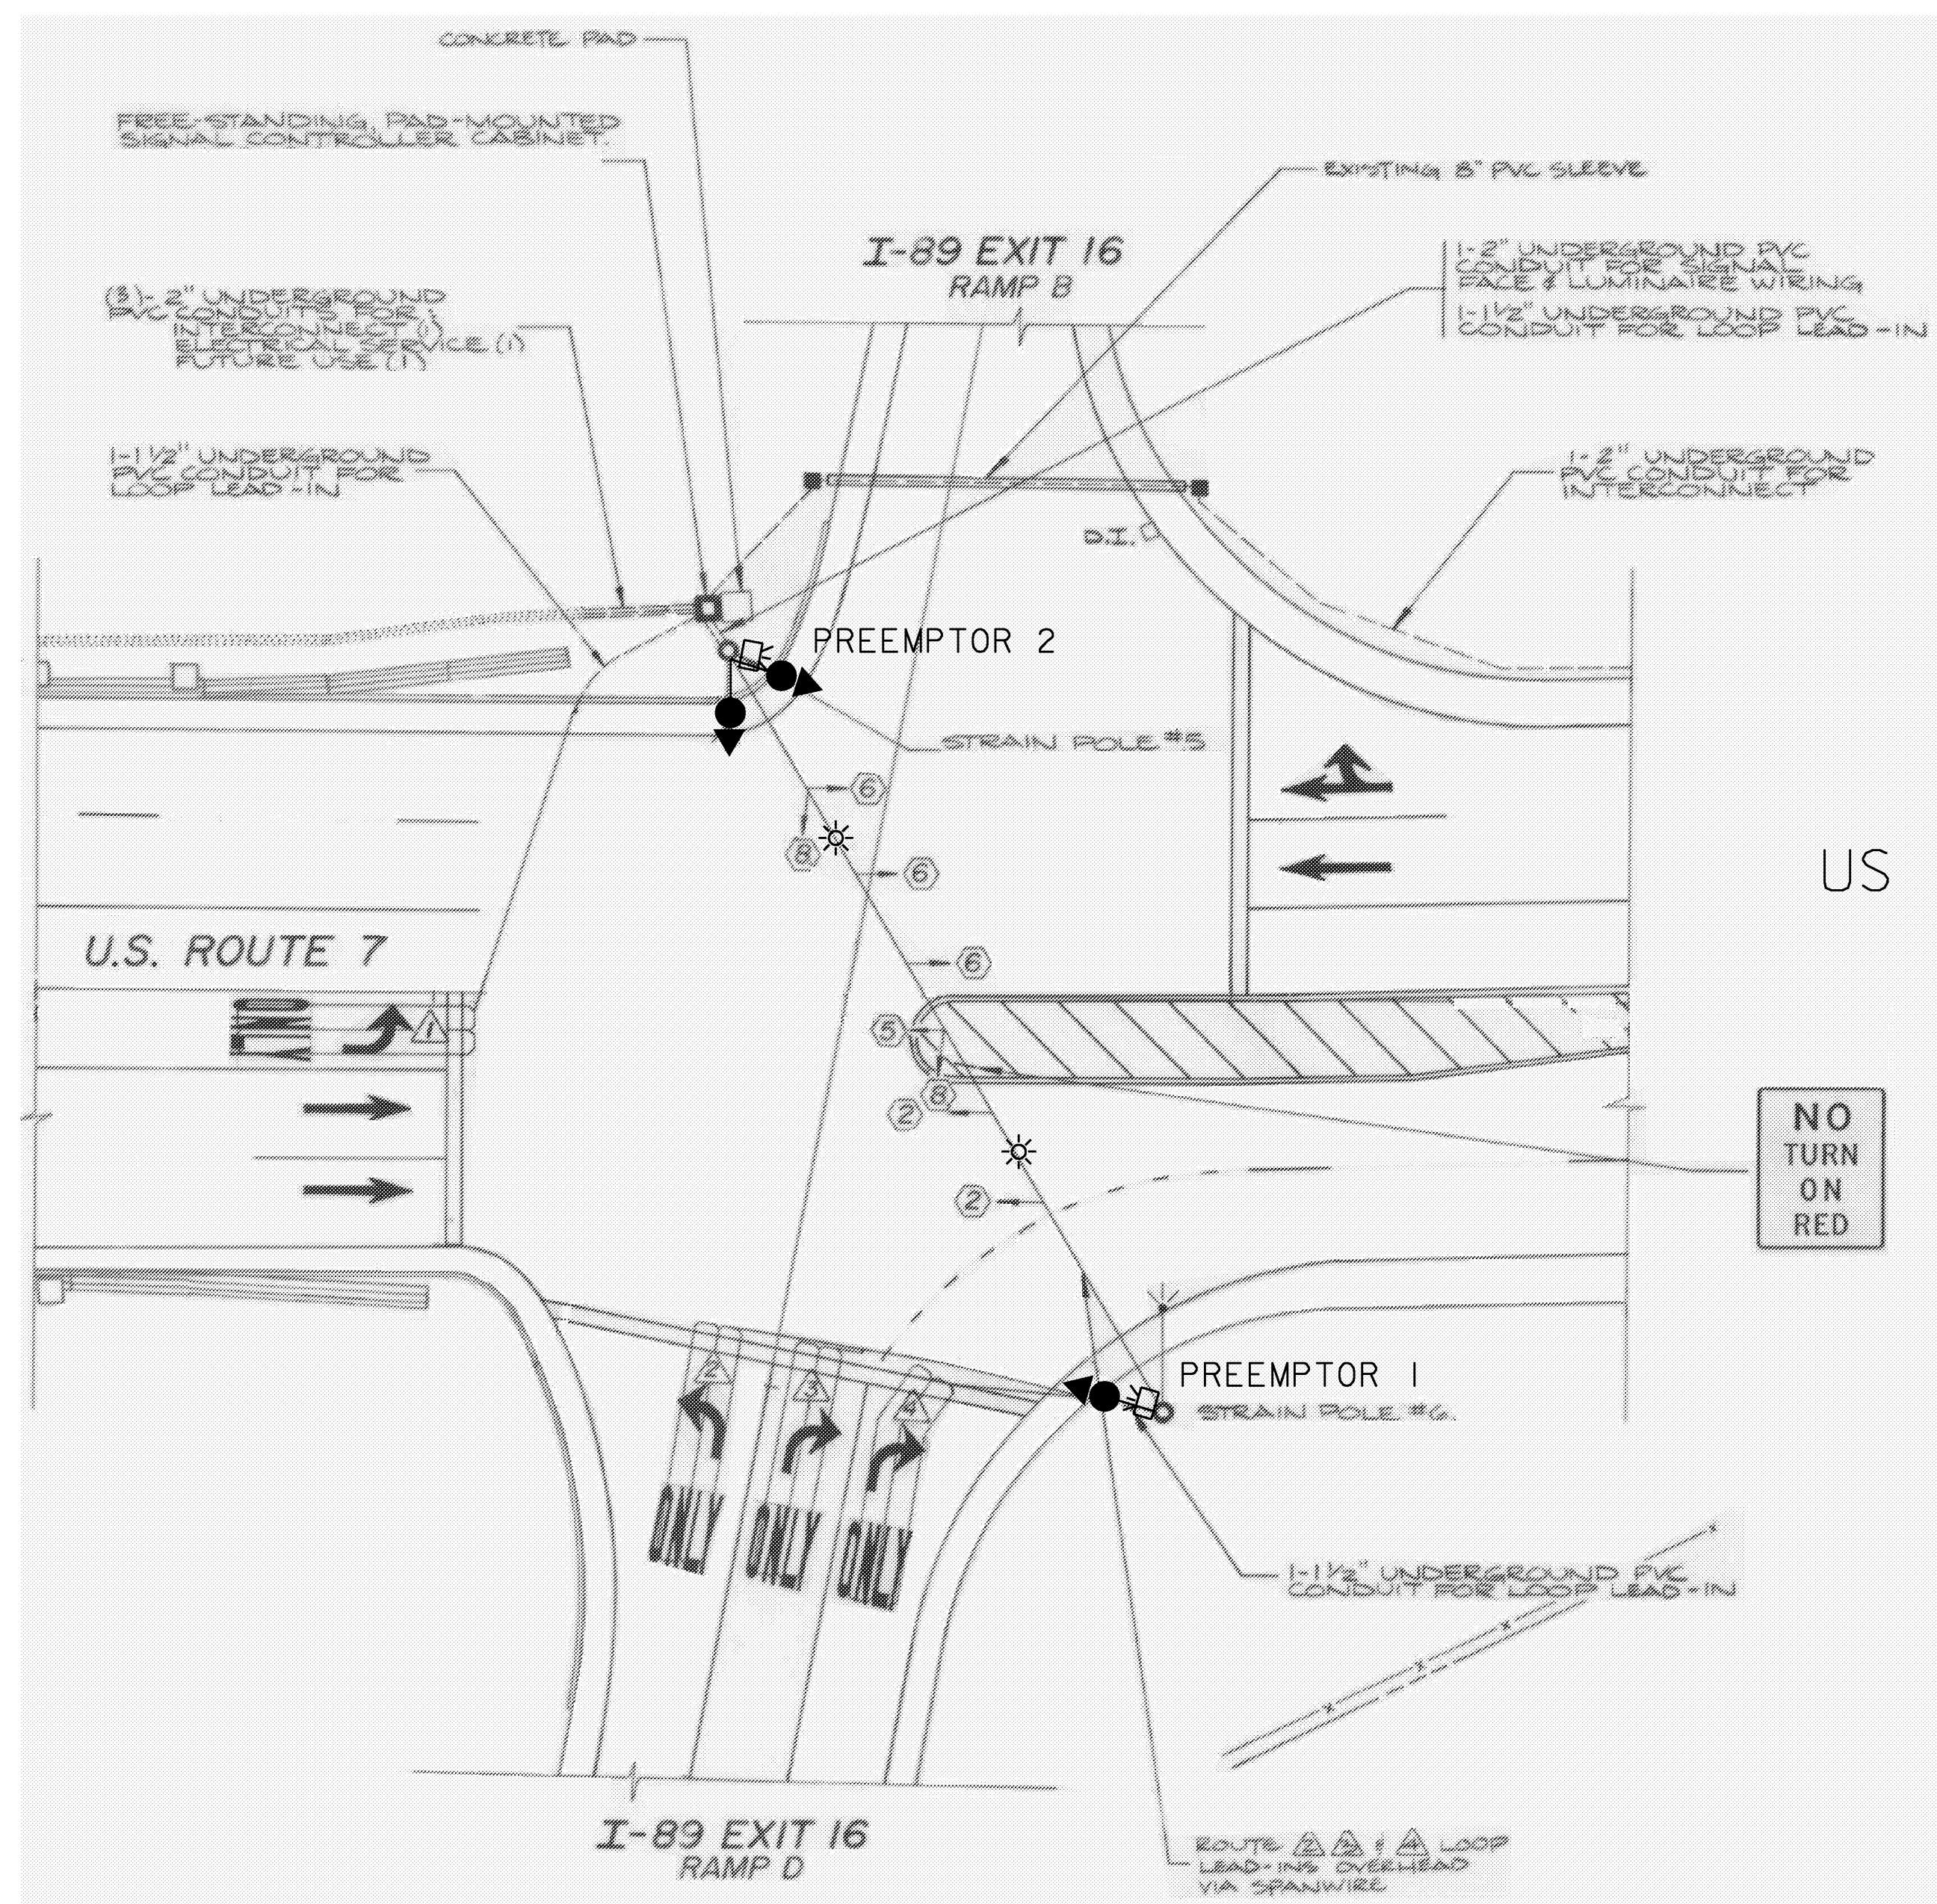 CONCRETE PAD
FREE-STANDING, PAD-MOUNTED
SIGNAL CONTROLLER CABINET.
EXISTING 8" PVC SLEEVE
I-89 EXIT 16
RAMP B
1-2" UNDERGROUND PVC
CONDUIT FOR SIGNAL
FACE & LUMINAIRE WIRING
1-1½" UNDERGROUND PVC
CONDUIT FOR LOOP LEAD-IN
(3)-2" UNDERGROUND
PVC CONDUITS FOR
INTERCONNECT (1)
ELECTRICAL SERVICE (1)
FUTURE USE (1)
1-1½" UNDERGROUND
PVC CONDUIT FOR
LOOP LEAD-IN
1-2" UNDERGROUND
PVC CONDUIT FOR
INTERCONNECT
D.I.
PREEMPTOR 2
STRAIN POLE #5
6
8
6
US
U.S. ROUTE 7
6
ONLY
1
5
8
2
NO
TURN
ON
RED
2
PREEMPTOR 1
STRAIN POLE #6.
2
3
4
ONLY
ONLY
ONLY
1-1½" UNDERGROUND PVC
CONDUIT FOR LOOP LEAD-IN
I-89 EXIT 16
RAMP D
ROUTE 2 3 & 4 LOOP
LEAD-INS OVERHEAD
VIA SPANWIRE